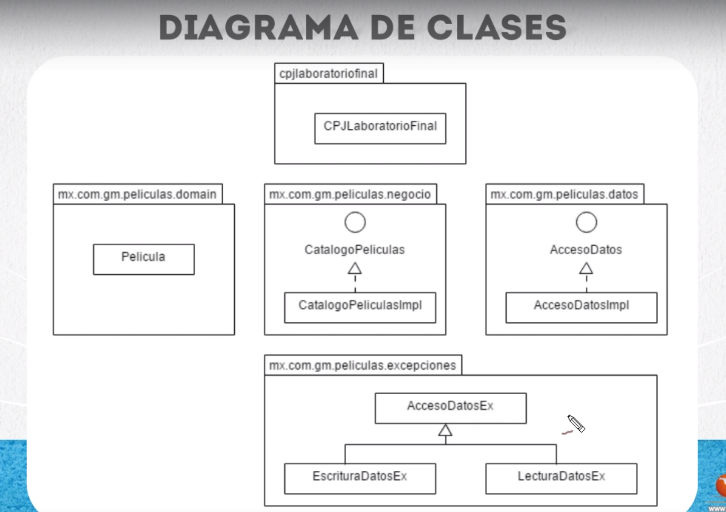 DIAGRAMA DE CLASES
cpjlaboratoriofinal
CPJLaboratorioFinal
mx.com.gm.peliculas.domain
Pelicula
mx.com.gm.peliculas.negocio
CatalogoPeliculas
CatalogoPeliculasImpl
mx.com.gm.peliculas.datos
AccesoDatos
AccesoDatosImpl
mx.com.gm.peliculas.excepciones
AccesoDatosEx
EscrituraDatosEx
LecturaDatosEx
www